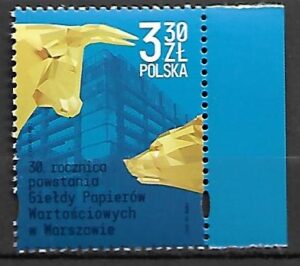 3 30
ZŁ
POLSKA
30. rocznica
powstania
Giełdy Papierów
Wartościowych
w Warszawie